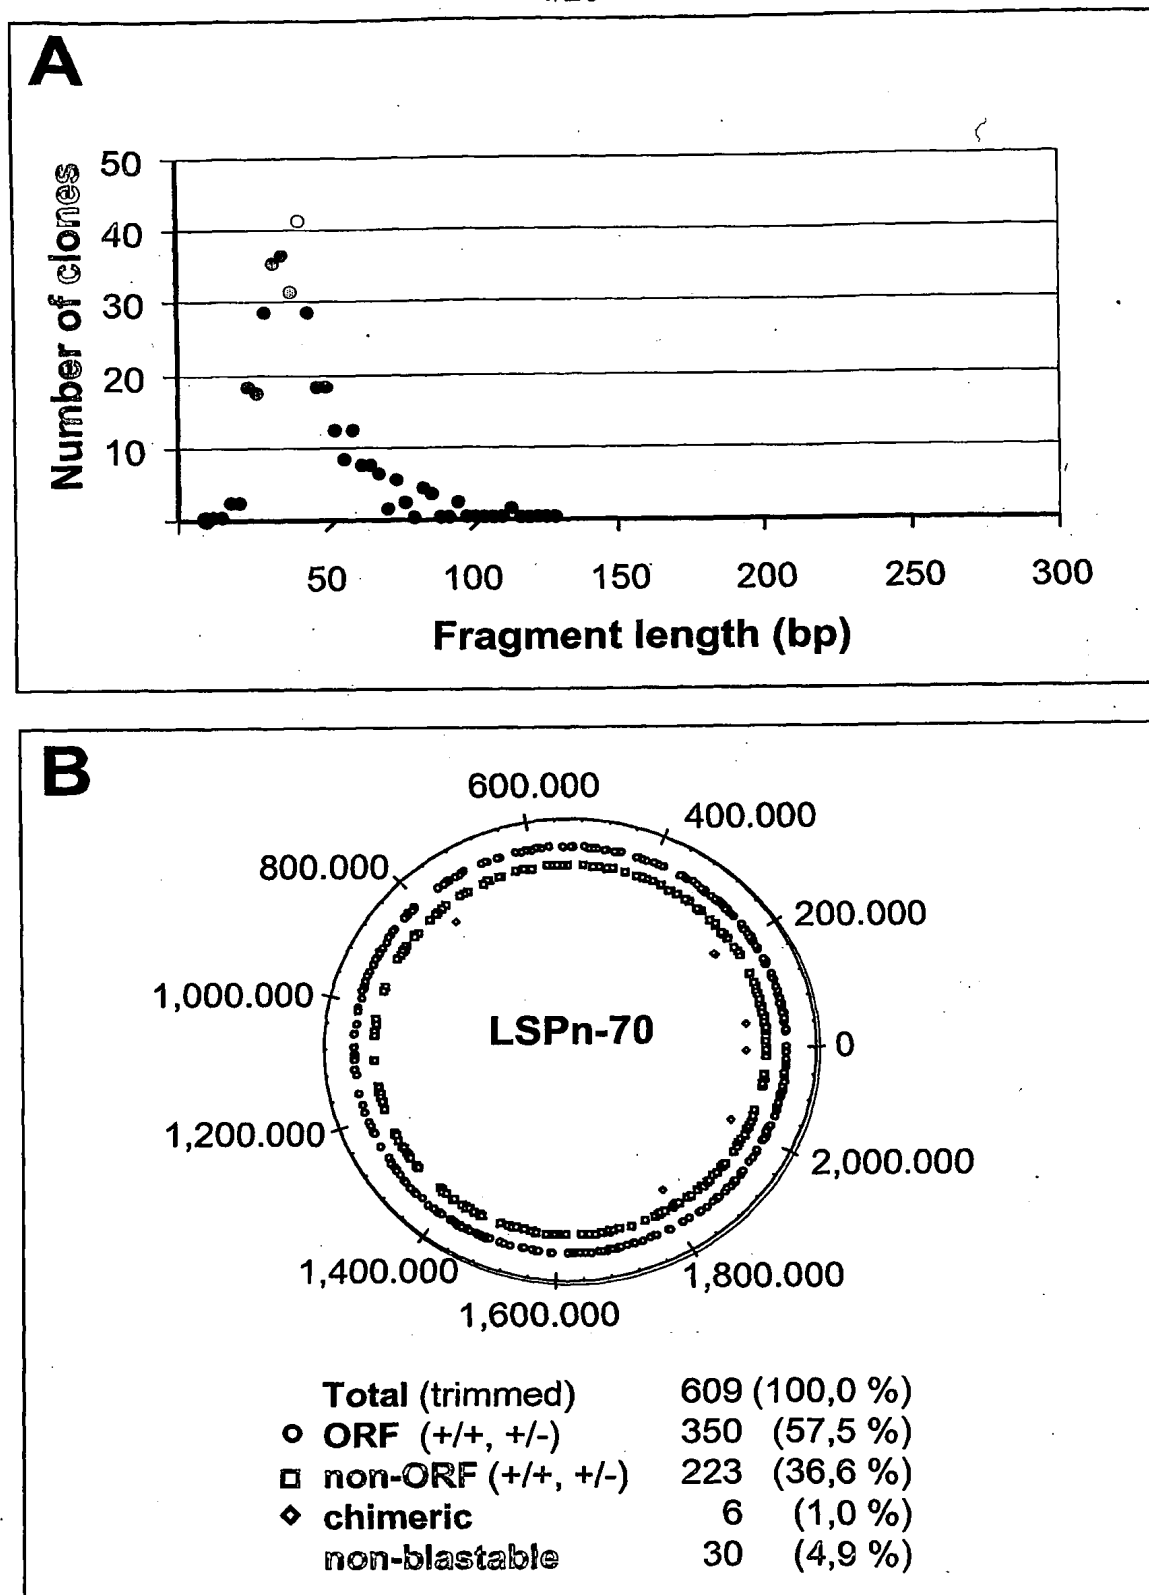 A
50
40
30
20
10
Number of clones
50 100 150 200 250 300
Fragment length (bp)
B
600.000
400.000
800.000
200.000
1,000.000
LSPn-70
0
1,200.000
2,000.000
1,400.000
1,800.000
1,600.000
Total (trimmed) 609 (100,0 %)
ORF (+/+, +/-) 350 (57,5 %)
non-ORF (+/+, +/-) 223 (36,6 %)
chimeric 6 (1,0 %)
non-blastable 30 (4,9 %)